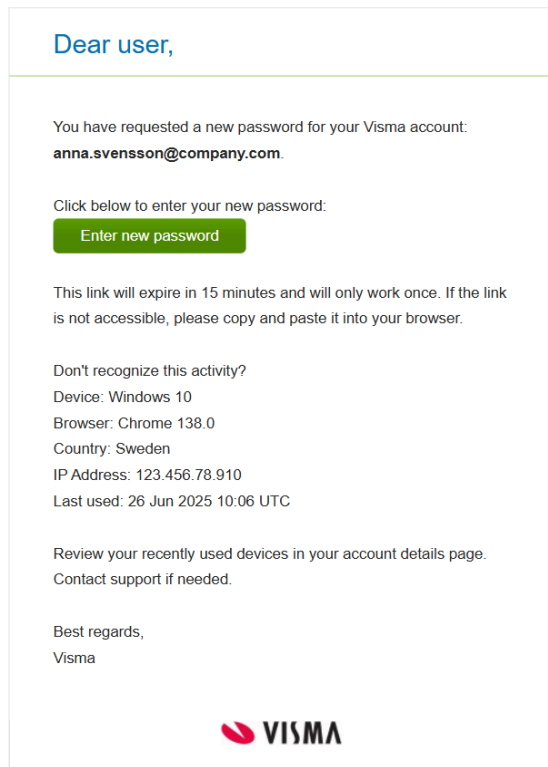 Dear user,
You have requested a new password for your Visma account:
anna.svensson@company.com.
Click below to enter your new password:
Enter new password
This link will expire in 15 minutes and will only work once. If the link
is not accessible, please copy and paste it into your browser.
Don't recognize this activity?
Device: Windows 10
Browser: Chrome 138.0
Country: Sweden
IP Address: 123.456.78.910
Last used: 26 Jun 2025 10:06 UTC
Review your recently used devices in your account details page.
Contact support if needed.
Best regards,
Visma
VISMA